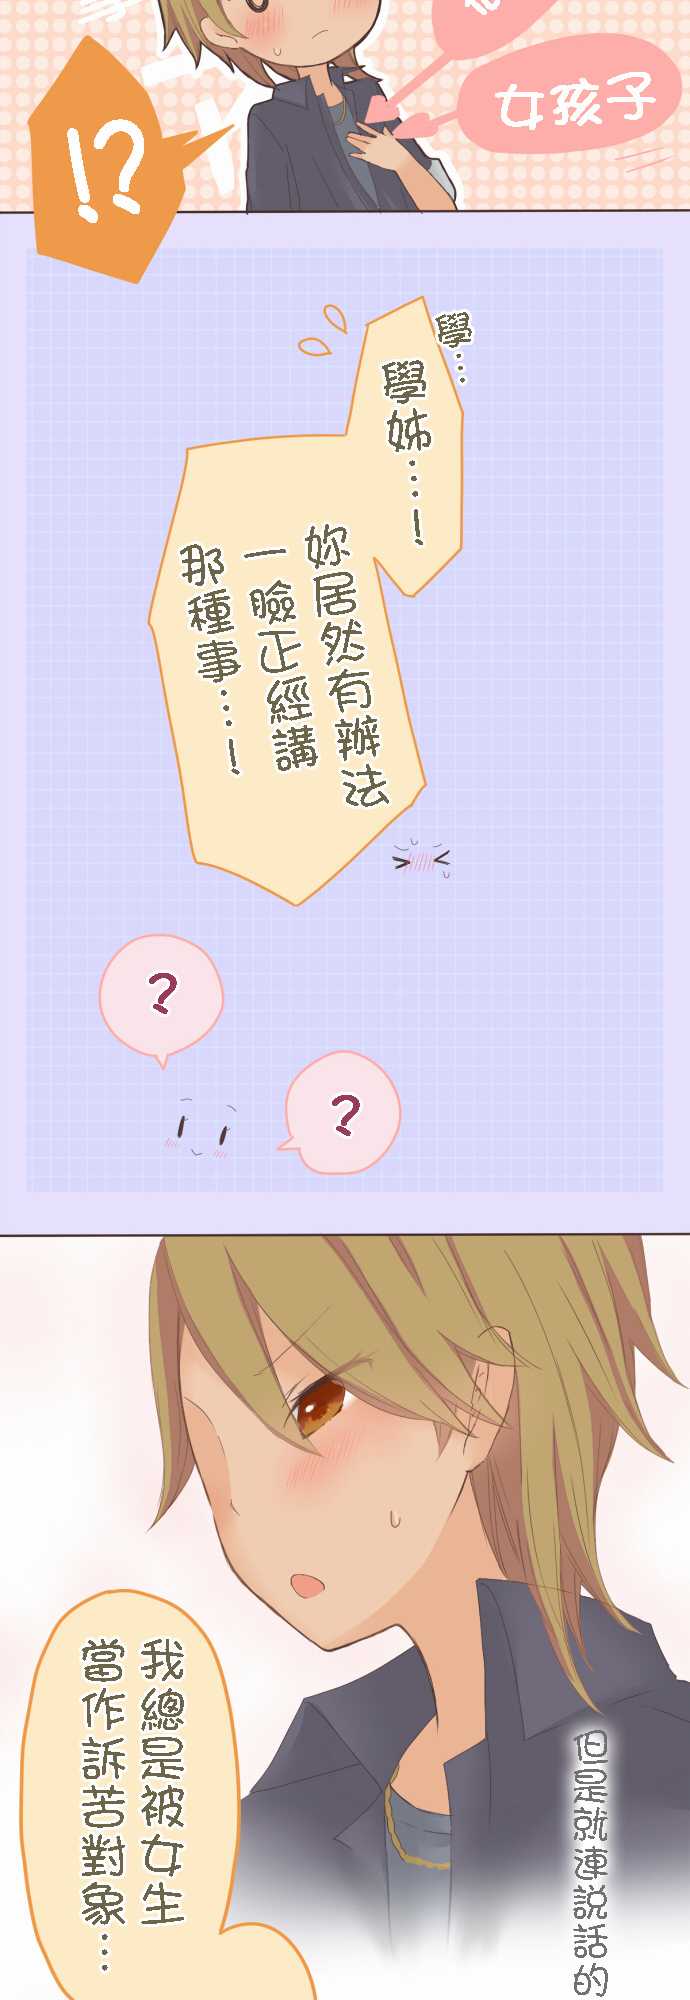 女孩子
!?
學…
學姊…!
妳居然有辦法
一臉正經講
那種事…!
?
?
我總是被女生
當作訴苦對象…
但是就連說話的